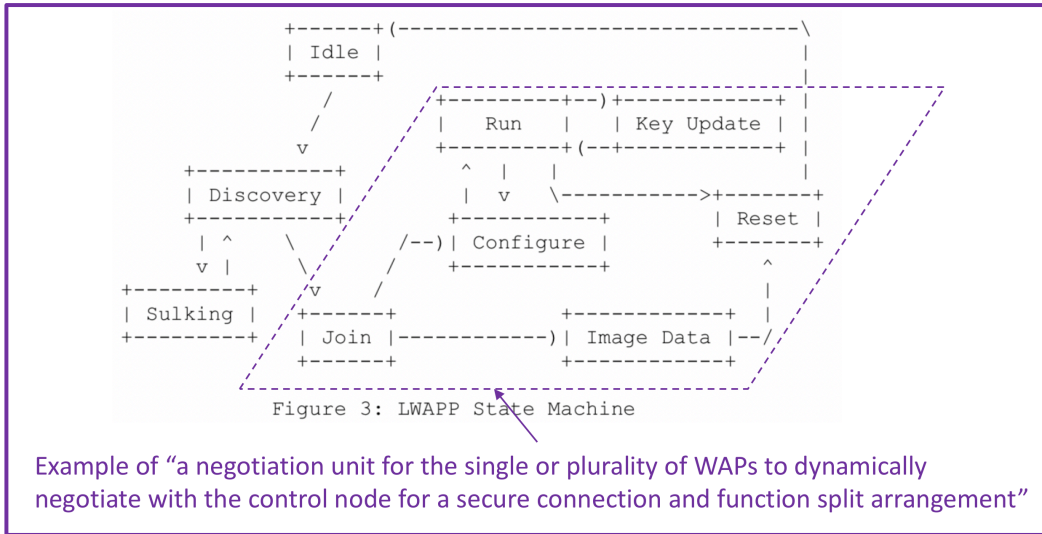 Idle
Run
Key Update
Discovery
Reset
Configure
Sulking
Join
Image Data
Figure 3: LWAPP State Machine
Example of “a negotiation unit for the single or plurality of WAPs to dynamically
negotiate with the control node for a secure connection and function split arrangement”